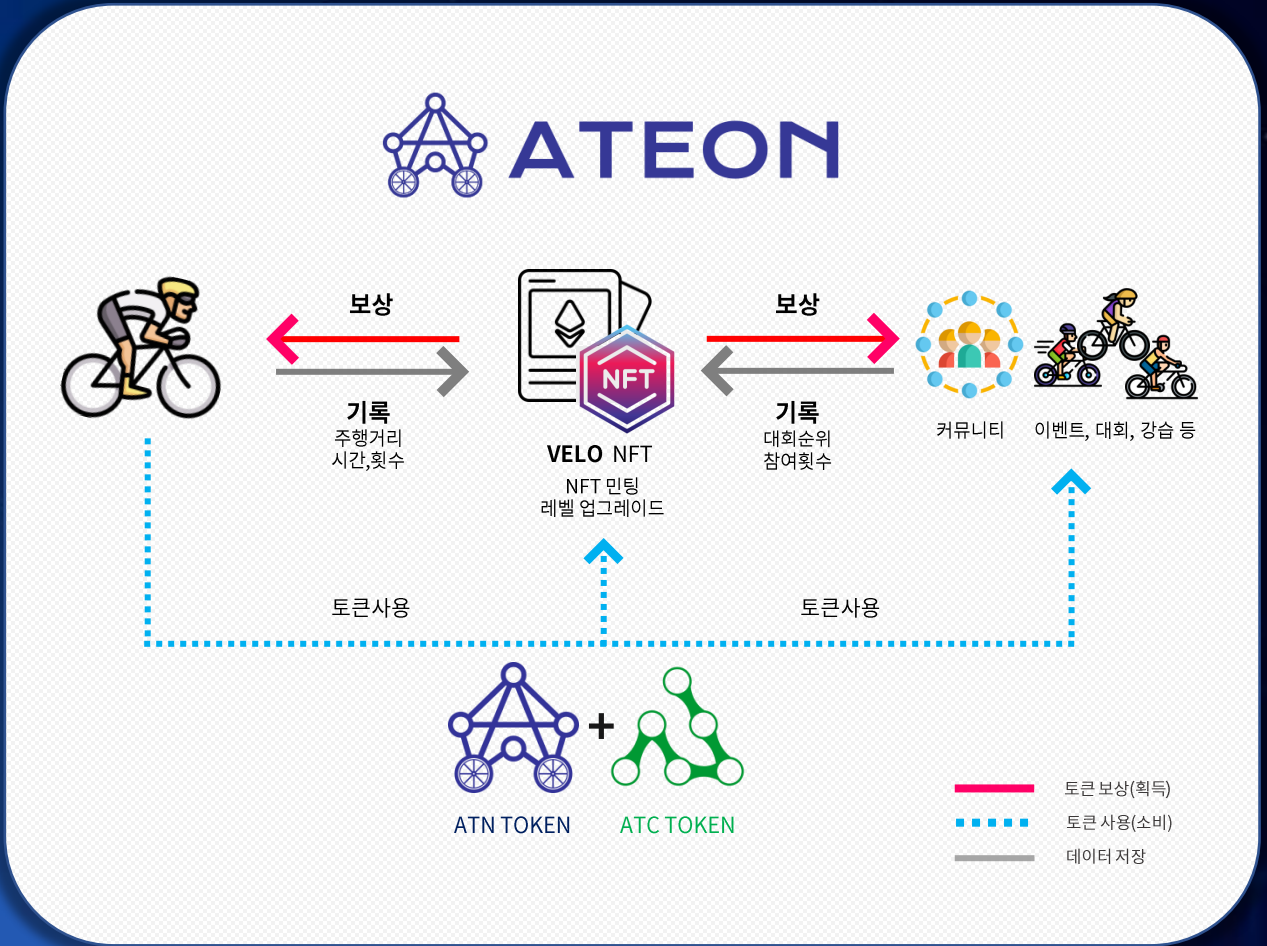 ATEON
보상
기록
주행거리
시간,횟수
NFT
VELO NFT
NFT 민팅
레벨 업그레이드
보상
기록
대회순위
참여횟수
커뮤니티
이벤트, 대회, 강습 등
토큰사용
토큰사용
+
ATN TOKEN
ATC TOKEN
토큰 보상(획득)
토큰 사용(소비)
데이터 저장